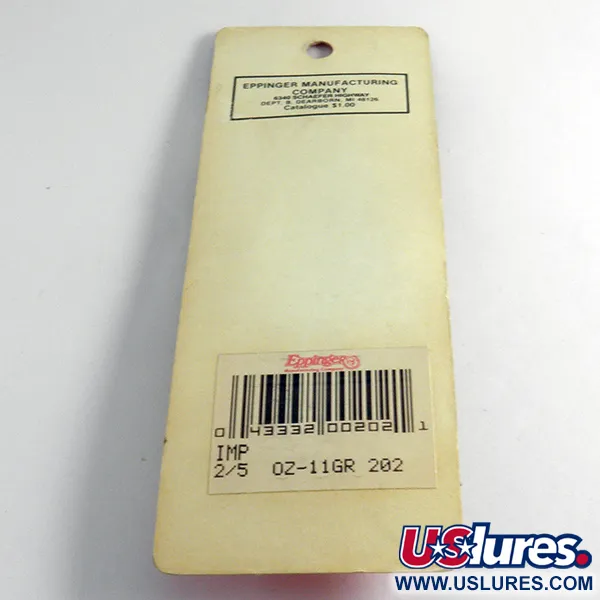 EPPINGER MANUFACTURING
COMPANY
6340 SCHAEFER HIGHWAY
DEPT. B, DEARBORN, MI 48126
Catalogue $1.00
Eppinger
Manufacturing
0 43332 00202 1
IMP
2/5 OZ-11GR 202
USlures.
WWW.USLURES.COM